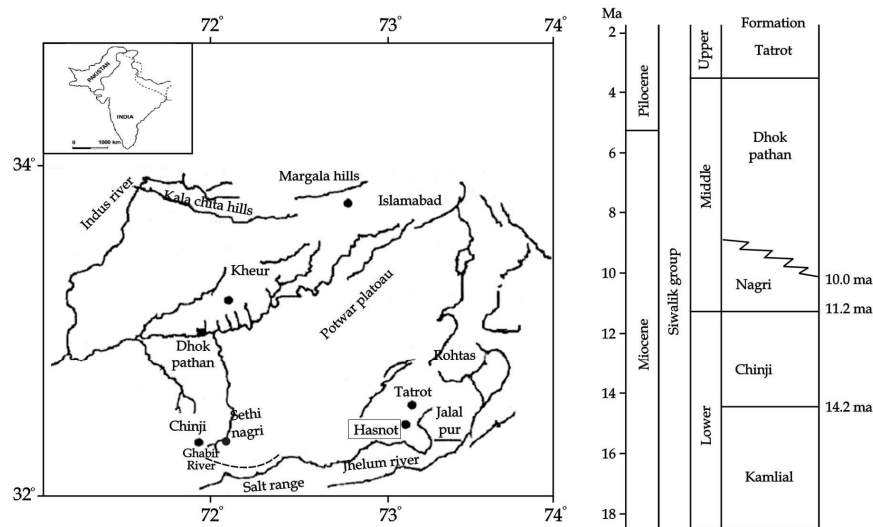 72°
73°
74°
PAKISTAN
INDIA
0 1000 km
34°
32°
Margala hills
Islamabad
Indus river
Kala chita hills
Kheur
Potwar platoau
Dhok
pathan
Rohtas
Tatrot
Chinji
Sethi
nagri
Hasnot
Jalal
pur
Ghabir
River
Jhelum river
Salt range
72°
73°
74°
Ma
2
4
6
8
10
12
14
16
18
Pilocene
Miocene
Siwalik group
Upper
Middle
Lower
Formation
Tatrot
Dhok
pathan
Nagri
10.0 ma
11.2 ma
Chinji
14.2 ma
Kamlial